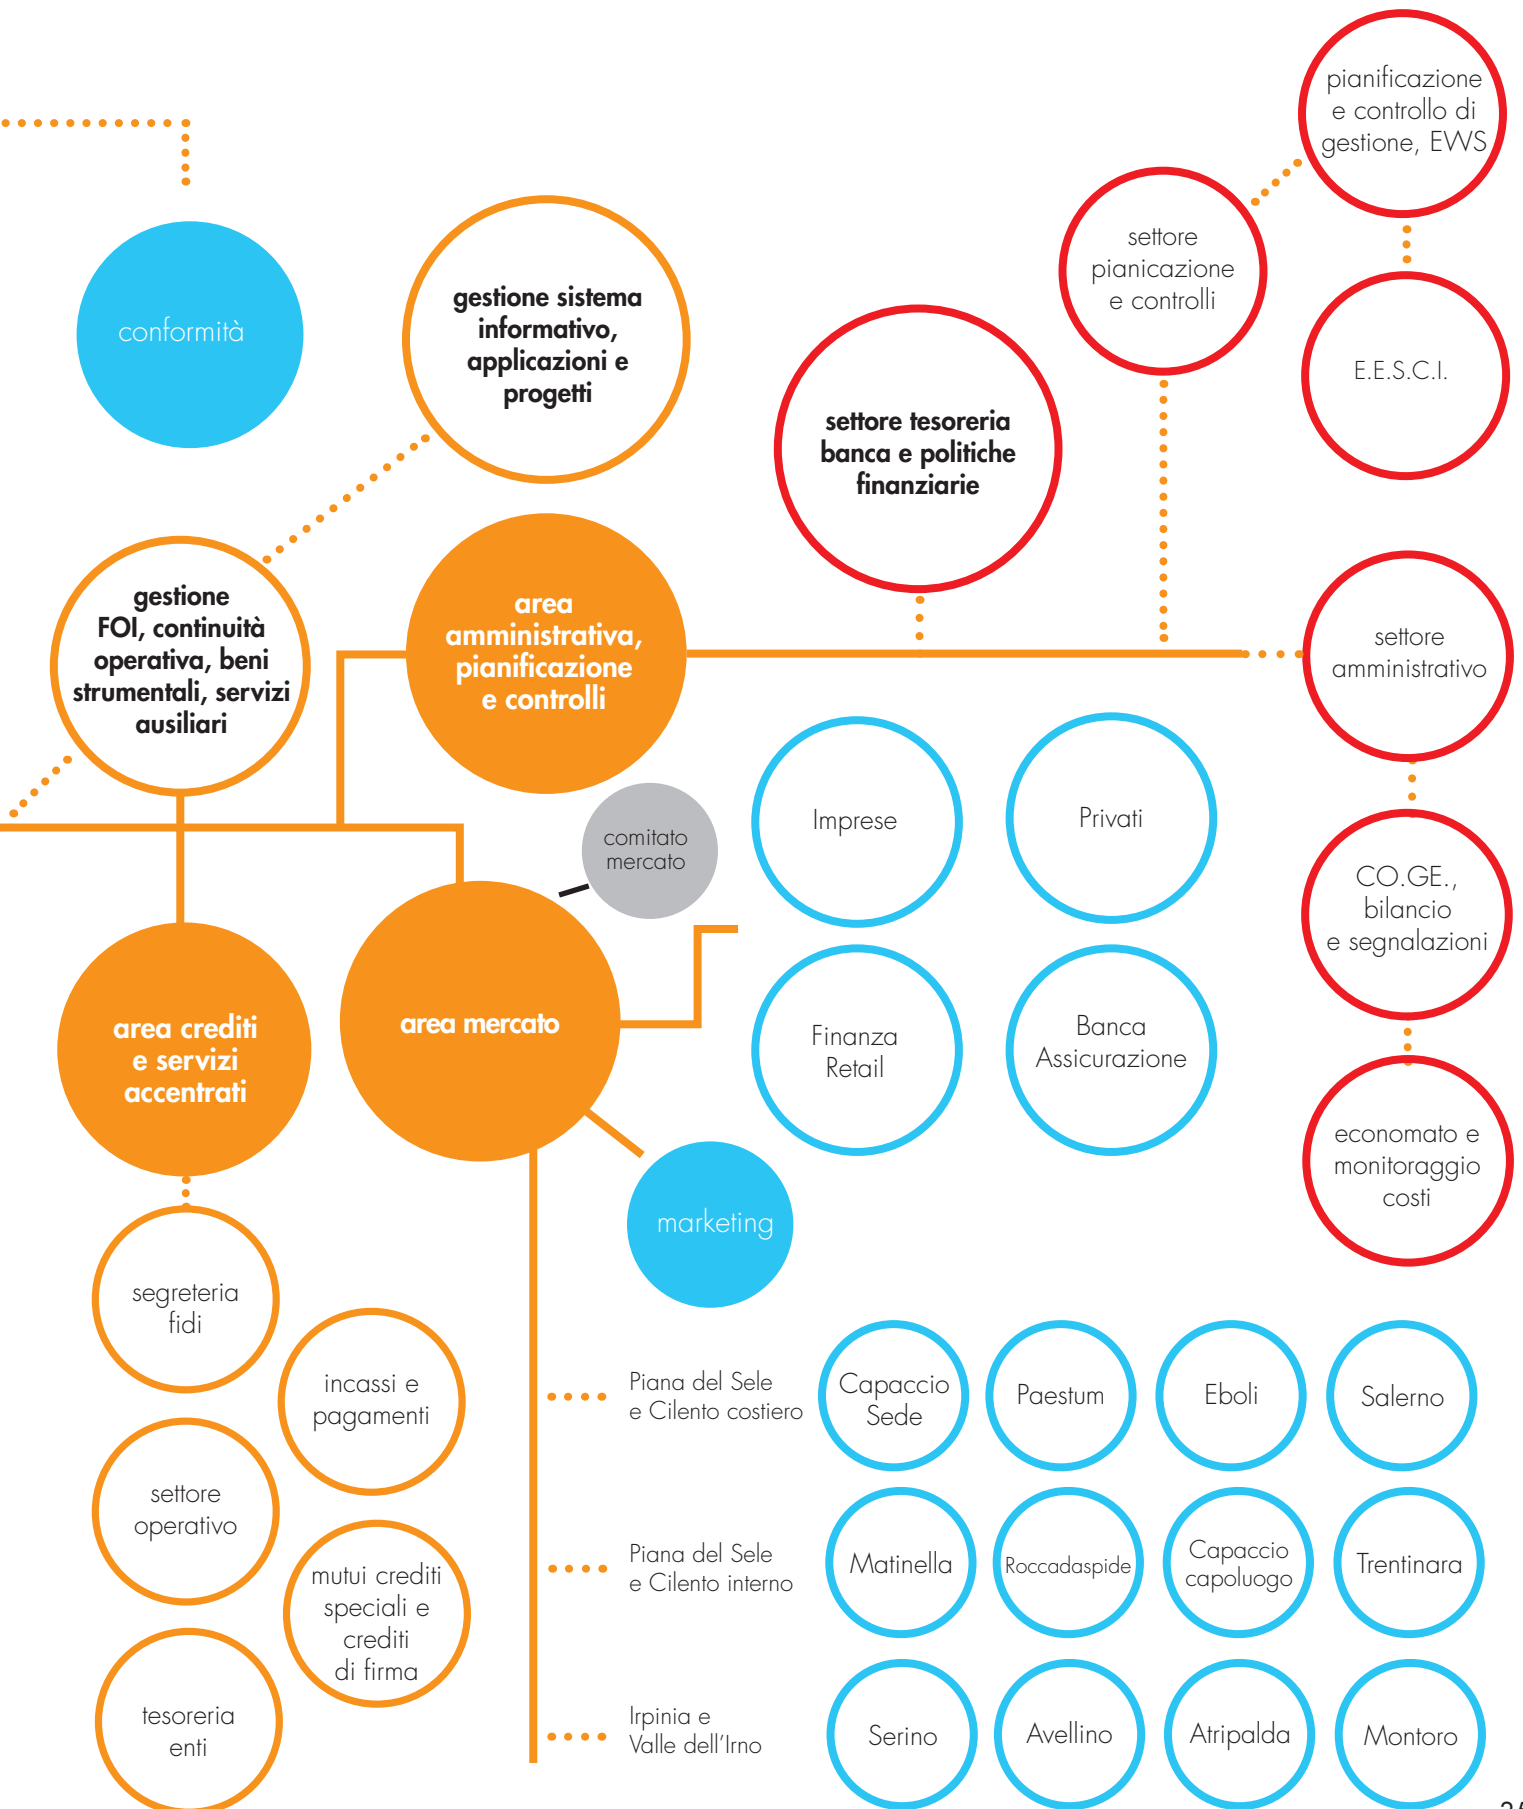 pianificazione
e controllo di
gestione, EWS
settore
pianicazione
e controlli
conformità
gestione sistema
informativo,
applicazioni e
progetti
E.E.S.C.I.
settore tesoreria
banca e politiche
finanziarie
gestione
FOI, continuità
operativa, beni
strumentali, servizi
ausiliari
area
amministrativa,
pianificazione
e controlli
settore
amministrativo
comitato
mercato
Imprese
Privati
CO.GE.,
bilancio
e segnalazioni
area crediti
e servizi
accentrati
area mercato
Finanza
Retail
Banca
Assicurazione
economato e
monitoraggio
costi
marketing
segreteria
fidi
incassi e
pagamenti
settore
operativo
mutui crediti
speciali e
crediti
di firma
tesoreria
enti
Piana del Sele
e Cilento costiero
Capaccio
Sede
Paestum
Eboli
Salerno
Piana del Sele
e Cilento interno
Matinella
Roccadaspide
Capaccio
capoluogo
Trentinara
Irpinia e
Valle dell'Irno
Serino
Avellino
Atripalda
Montoro